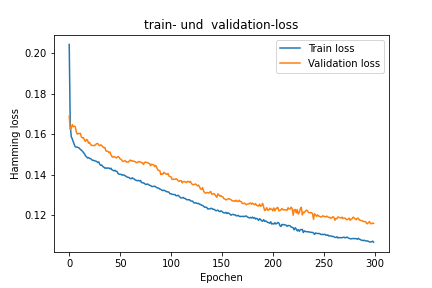 train- und  validation-loss
Train loss
Validation loss
Hamming loss
0.20
0.18
0.16
0.14
0.12
0
50
100
150
200
250
300
Epochen